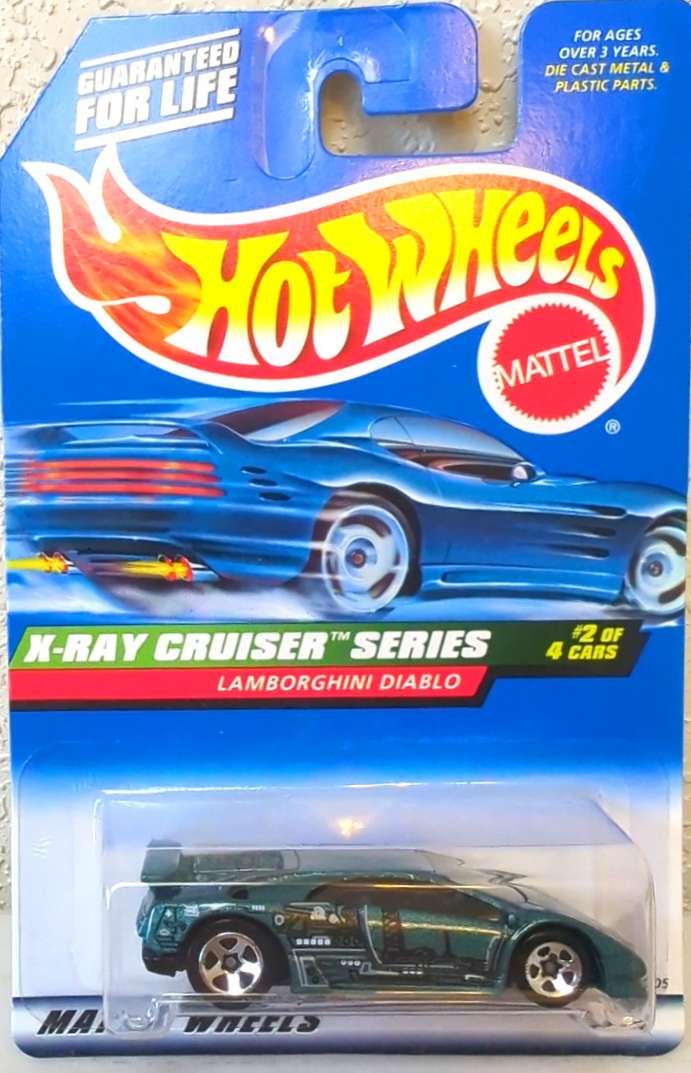 GUARANTEED
FOR LIFE
FOR AGES
OVER 3 YEARS.
DIE CAST METAL &
PLASTIC PARTS.
HOT WHEELS
MATTEL
®
X-RAY CRUISER™ SERIES
#2 OF
4 CARS
LAMBORGHINI DIABLO
WHEELS